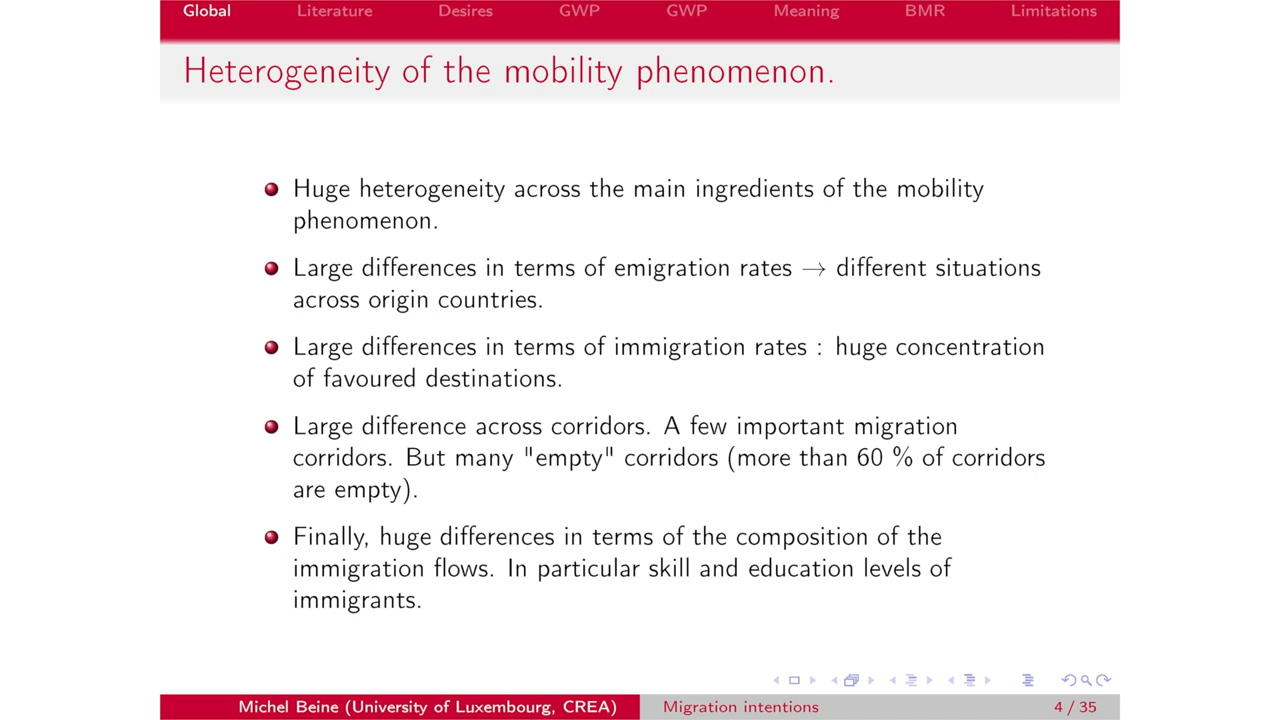 Global Literature Desires GWP GWP Meaning BMR Limitations
Heterogeneity of the mobility phenomenon.
Huge heterogeneity across the main ingredients of the mobility
phenomenon.
Large differences in terms of emigration rates → different situations
across origin countries.
Large differences in terms of immigration rates : huge concentration
of favoured destinations.
Large difference across corridors. A few important migration
corridors. But many "empty" corridors (more than 60 % of corridors
are empty).
Finally, huge differences in terms of the composition of the
immigration flows. In particular skill and education levels of
immigrants.
Michel Beine (University of Luxembourg, CREA) Migration intentions 4 / 35